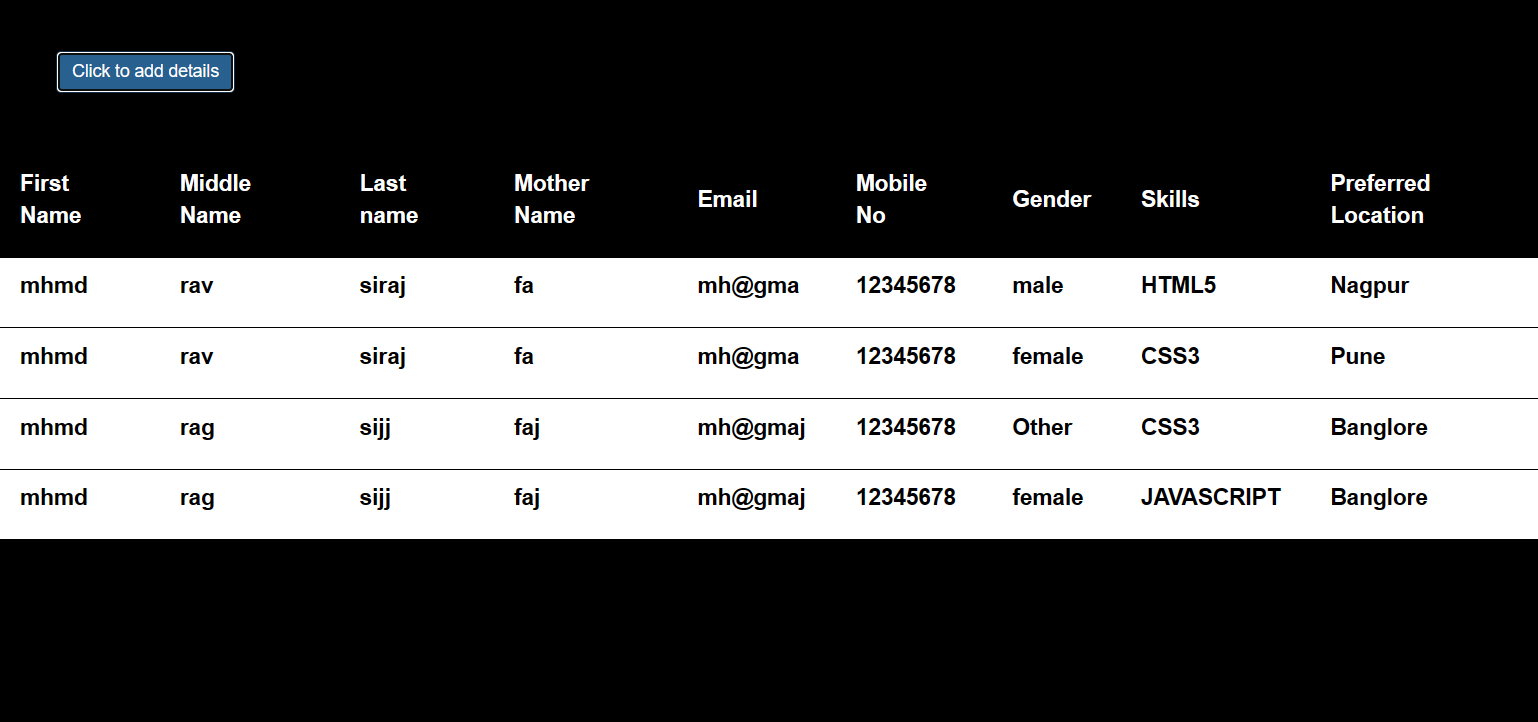 Click to add details
First Name Middle Name Last name Mother Name Email Mobile No Gender Skills Preferred Location
mhmd rav siraj fa mh@gma 12345678 male HTML5 Nagpur
mhmd rav siraj fa mh@gma 12345678 female CSS3 Pune
mhmd rag sijj faj mh@gmaj 12345678 Other CSS3 Banglore
mhmd rag sijj faj mh@gmaj 12345678 female JAVASCRIPT Banglore